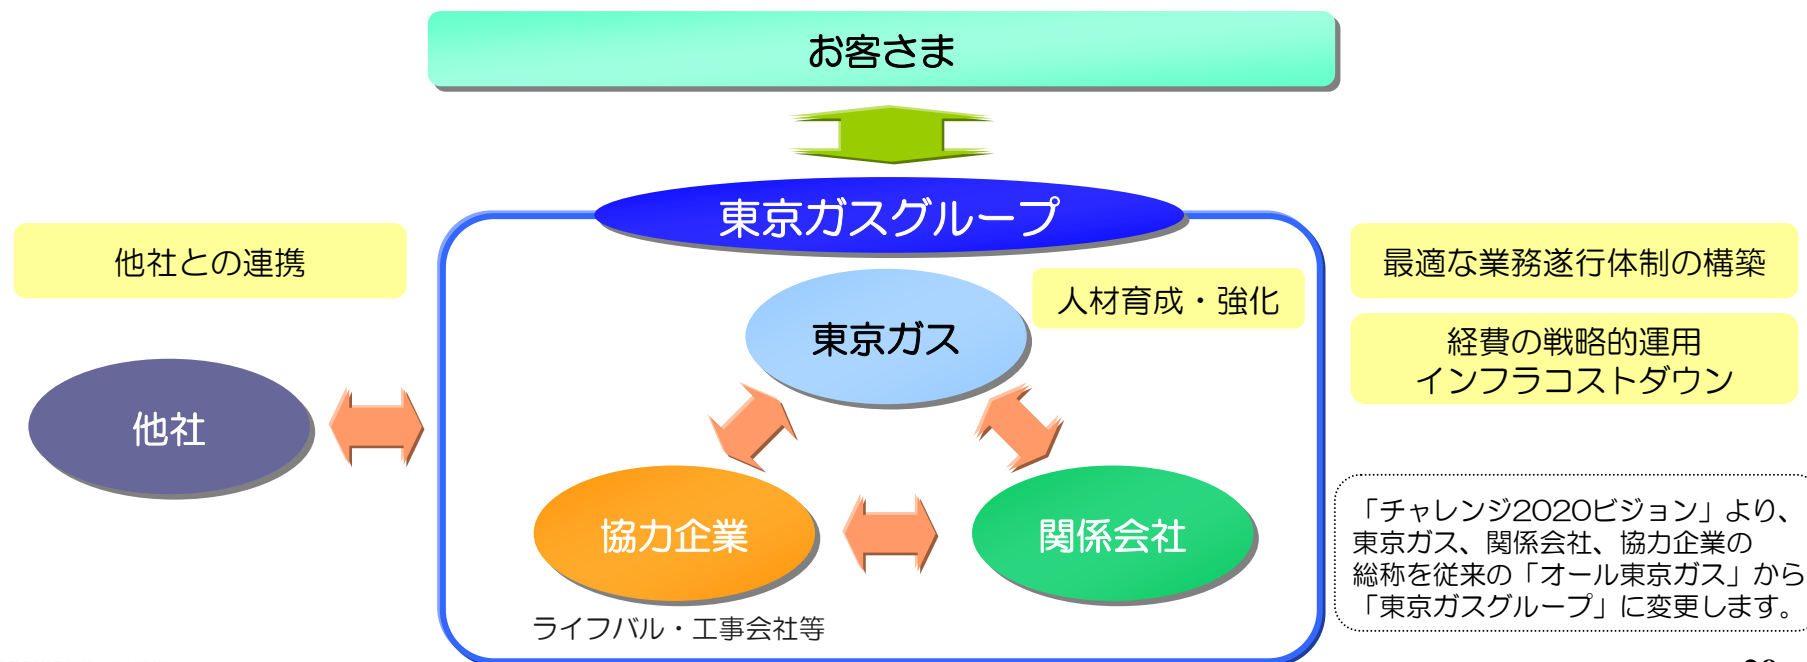 お客さま
東京ガスグループ
他社との連携
最適な業務遂行体制の構築
人材育成・強化
東京ガス
経費の戦略的運用
インフラコストダウン
他社
協力企業
関係会社
「チャレンジ2020ビジョン」より、
東京ガス、関係会社、協力企業の
総称を従来の「オール東京ガス」から
「東京ガスグループ」に変更します。
ライフバル・工事会社等